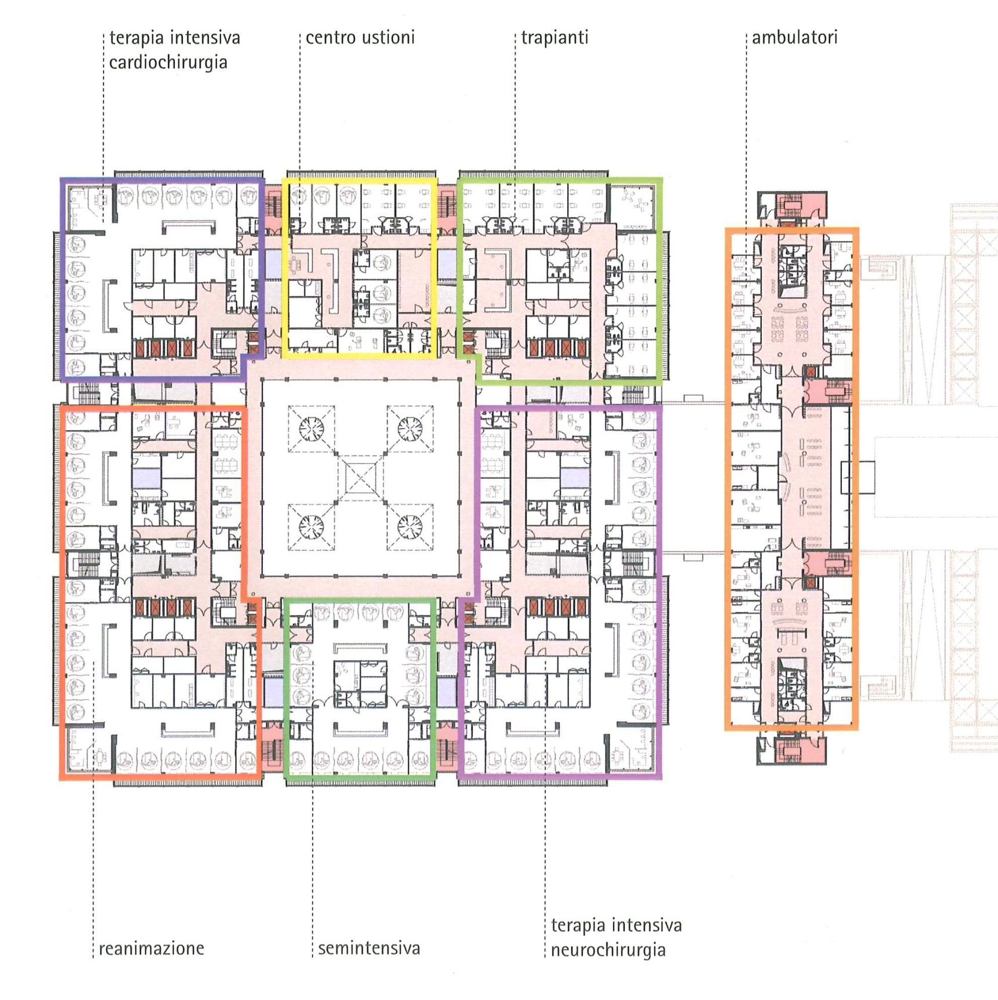 terapia intensiva
cardiochirurgia
centro ustioni
trapianti
ambulatori
reanimazione
semintensiva
terapia intensiva
neurochirurgia